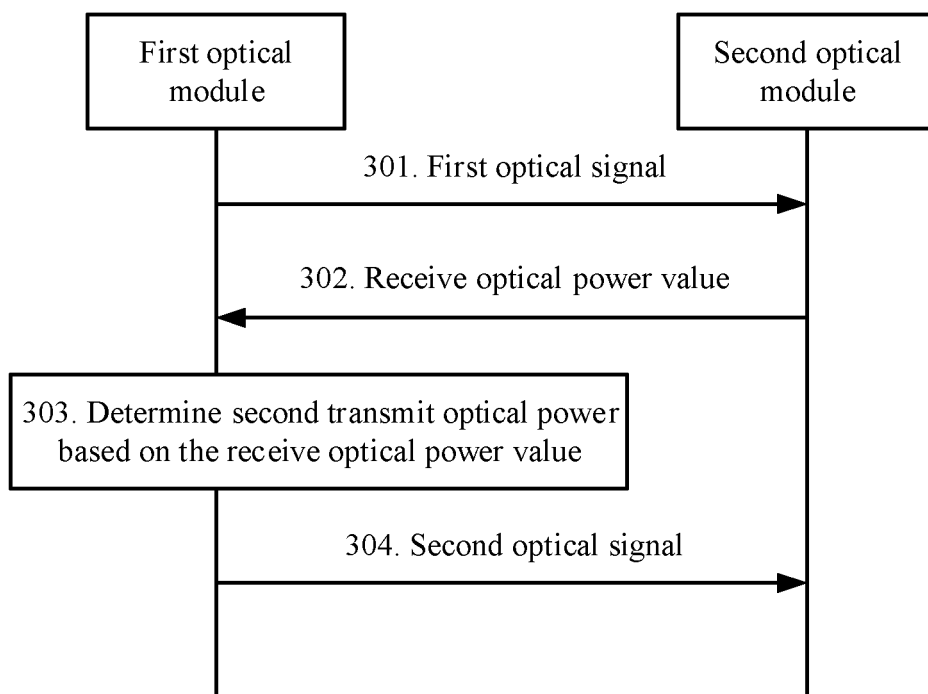 First optical
module
Second optical
module
301. First optical signal
302. Receive optical power value
303. Determine second transmit optical power
based on the receive optical power value
304. Second optical signal